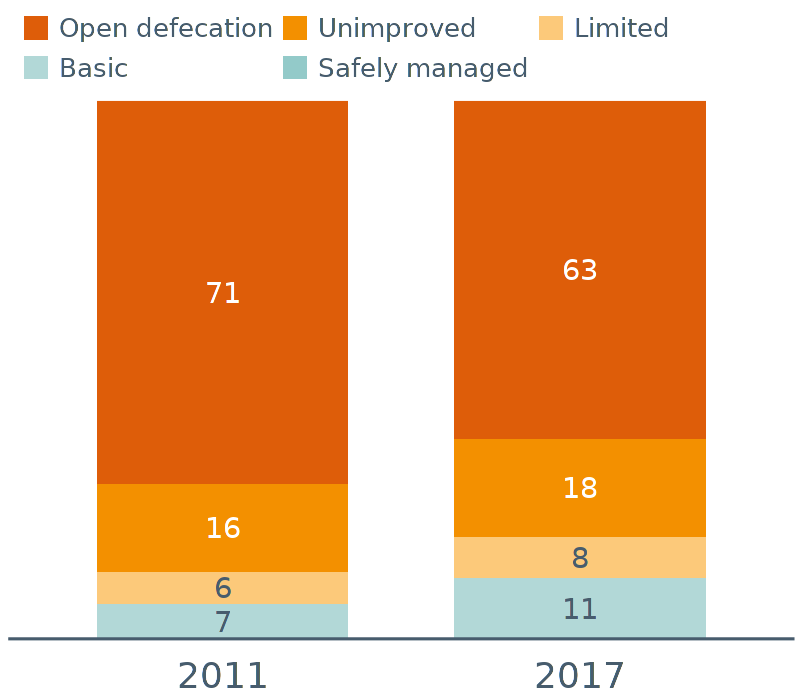 Open defecation Unimproved Limited
Basic Safely managed
71 63
16 18
6 8
7 11
2011 2017